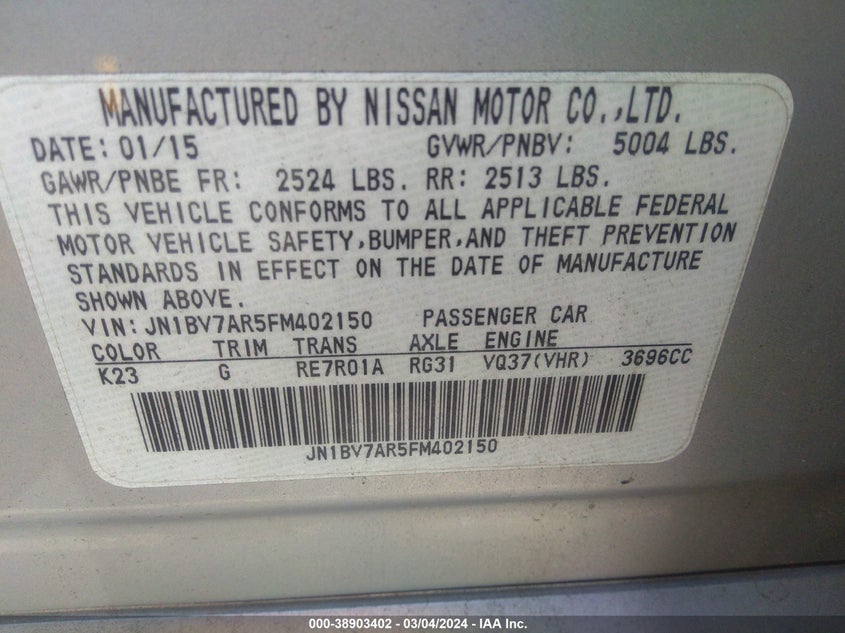 MANUFACTURED BY NISSAN MOTOR CO.,LTD.
DATE: 01/15 GVWR/PNBV: 5004 LBS.
GAWR/PNBE FR: 2524 LBS. RR: 2513 LBS.
THIS VEHICLE CONFORMS TO ALL APPLICABLE FEDERAL
MOTOR VEHICLE SAFETY,BUMPER,AND THEFT PREVENTION
STANDARDS IN EFFECT ON THE DATE OF MANUFACTURE
SHOWN ABOVE.
VIN: JN1BV7AR5FM402150 PASSENGER CAR
COLOR TRIM TRANS AXLE ENGINE
K23 G RE7R01A RG31 VQ37(VHR) 3696CC
JN1BV7AR5FM402150
000-38903402 - 03/04/2024 - IAA Inc.